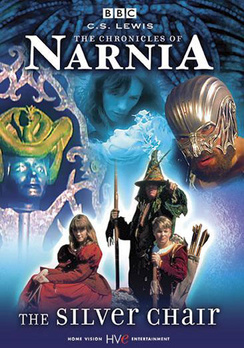 BBC
C.S. LEWIS
THE CHRONICLES OF
NARNIA
THE SILVER CHAIR
HOME VISION HVe ENTERTAINMENT